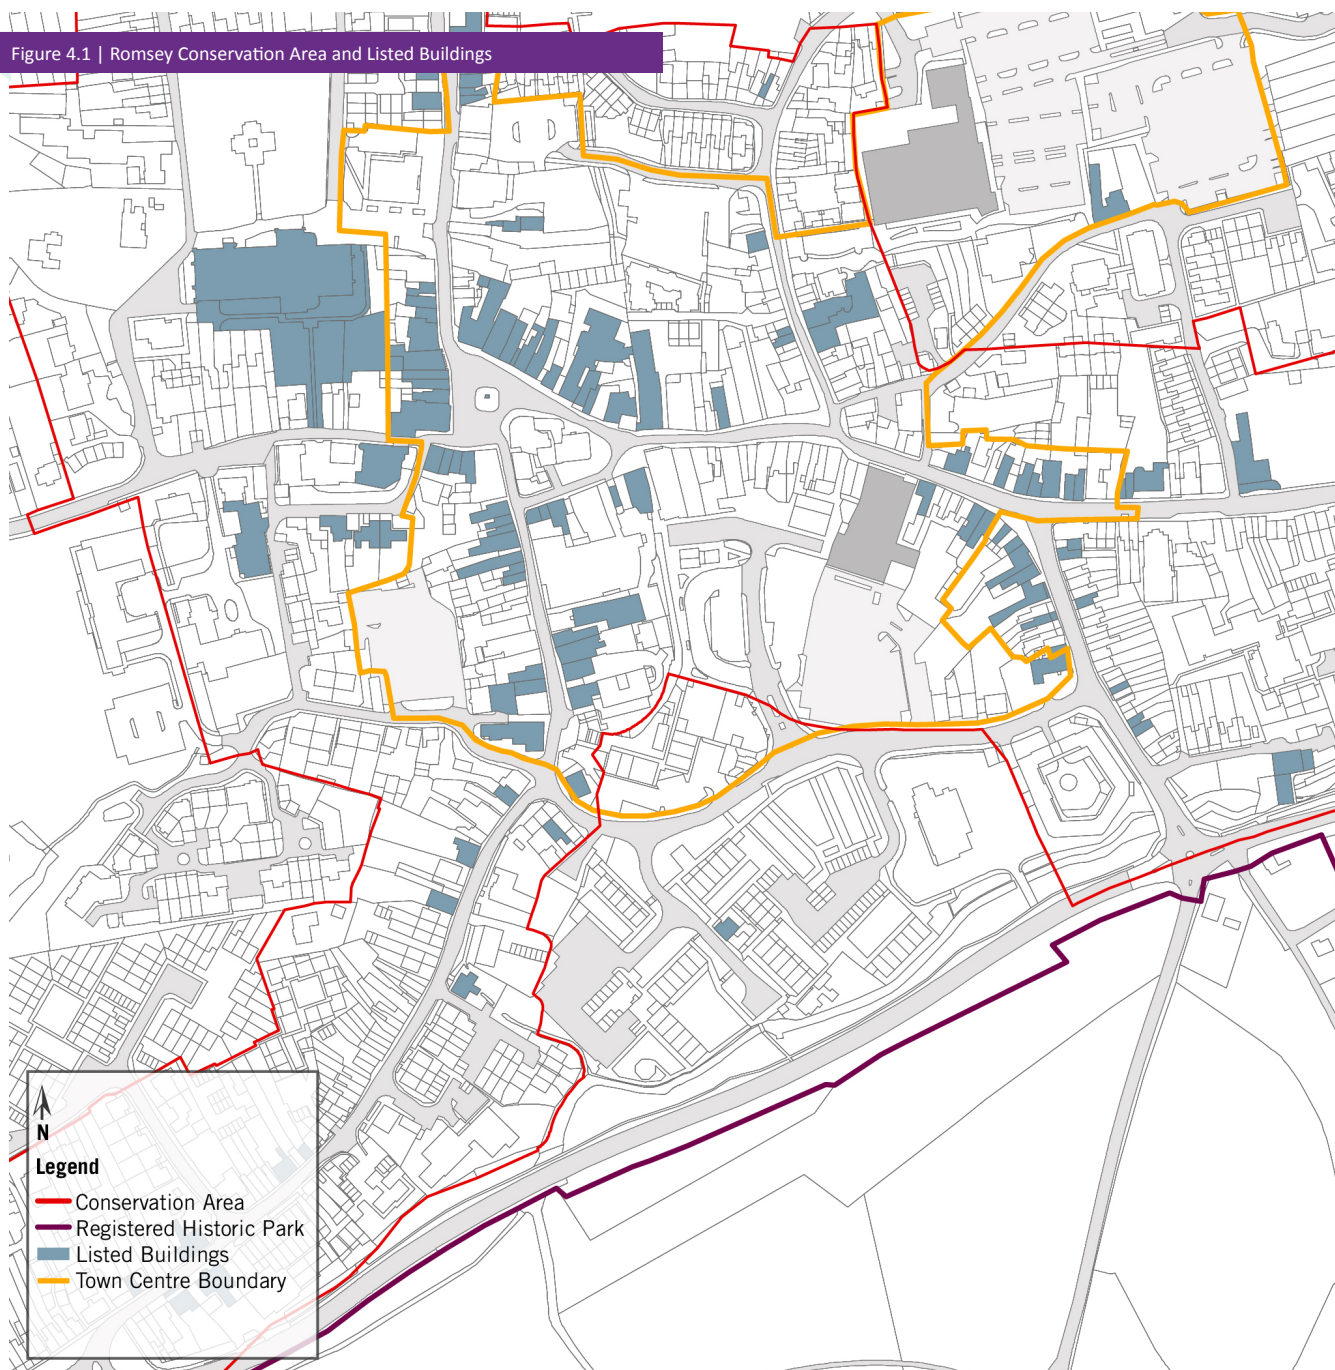 Figure 4.1 | Romsey Conservation Area and Listed Buildings
N
Legend
Conservation Area
Registered Historic Park
Listed Buildings
Town Centre Boundary